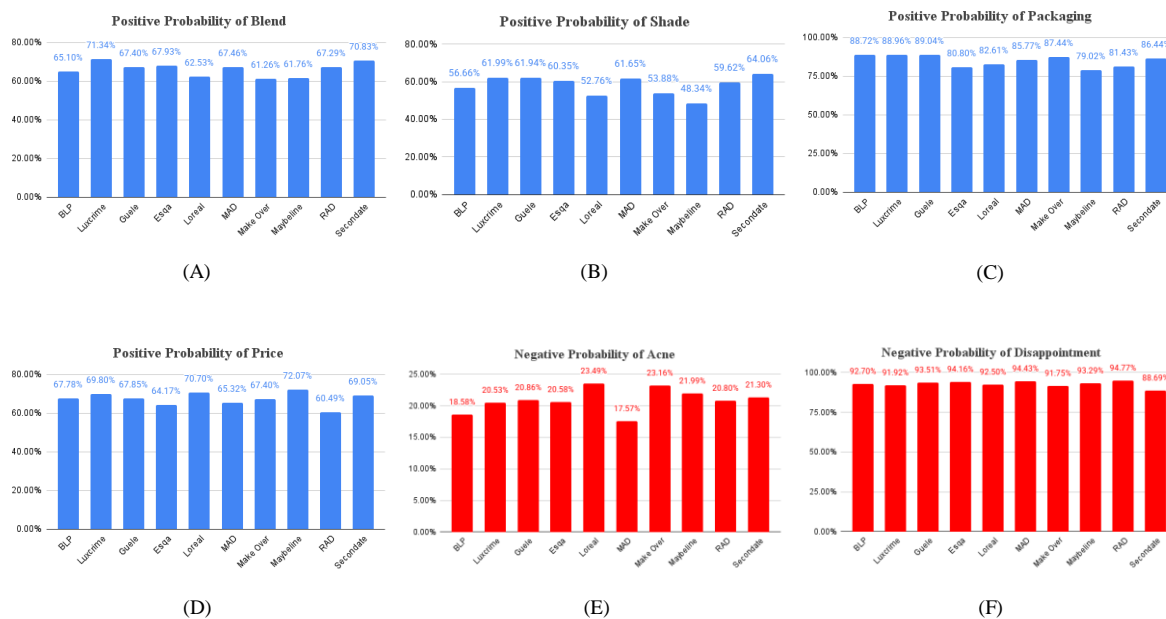 Positive Probability of Blend
80.00%
60.00%
40.00%
20.00%
0.00%
65.10%
71.34%
67.40%
67.93%
62.53%
67.46%
61.26%
61.76%
67.29%
70.83%
BLP
Luxcrime
Guele
Esqa
Loreal
MAD
Make Over
Maybeline
RAD
Secondate
(A)
Positive Probability of Shade
80.00%
60.00%
40.00%
20.00%
0.00%
56.66%
61.99%
61.94%
60.35%
52.76%
61.65%
53.88%
48.34%
59.62%
64.06%
BLP
Luxcrime
Guele
Esqa
Loreal
MAD
Make Over
Maybeline
RAD
Secondate
(B)
Positive Probability of Packaging
100.00%
75.00%
50.00%
25.00%
0.00%
88.72%
88.96%
89.04%
80.80%
82.61%
85.77%
87.44%
79.02%
81.43%
86.44%
BLP
Luxcrime
Guele
Esqa
Loreal
MAD
Make Over
Maybeline
RAD
Secondate
(C)
Positive Probability of Price
80.00%
60.00%
40.00%
20.00%
0.00%
67.78%
69.80%
67.85%
64.17%
70.70%
65.32%
67.40%
72.07%
60.49%
69.05%
BLP
Luxcrime
Guele
Esqa
Loreal
MAD
Make Over
Maybeline
RAD
Secondate
(D)
Negative Probability of Acne
25.00%
20.00%
15.00%
10.00%
5.00%
0.00%
18.58%
20.53%
20.86%
20.58%
23.49%
17.57%
23.16%
21.99%
20.80%
21.30%
BLP
Luxcrime
Guele
Esqa
Loreal
MAD
Make Over
Maybeline
RAD
Secondate
(E)
Negative Probability of Disappointment
100.00%
75.00%
50.00%
25.00%
0.00%
92.70%
91.92%
93.51%
94.16%
92.50%
94.43%
91.75%
93.29%
94.77%
88.69%
BLP
Luxcrime
Guele
Esqa
Loreal
MAD
Make Over
Maybeline
RAD
Secondate
(F)